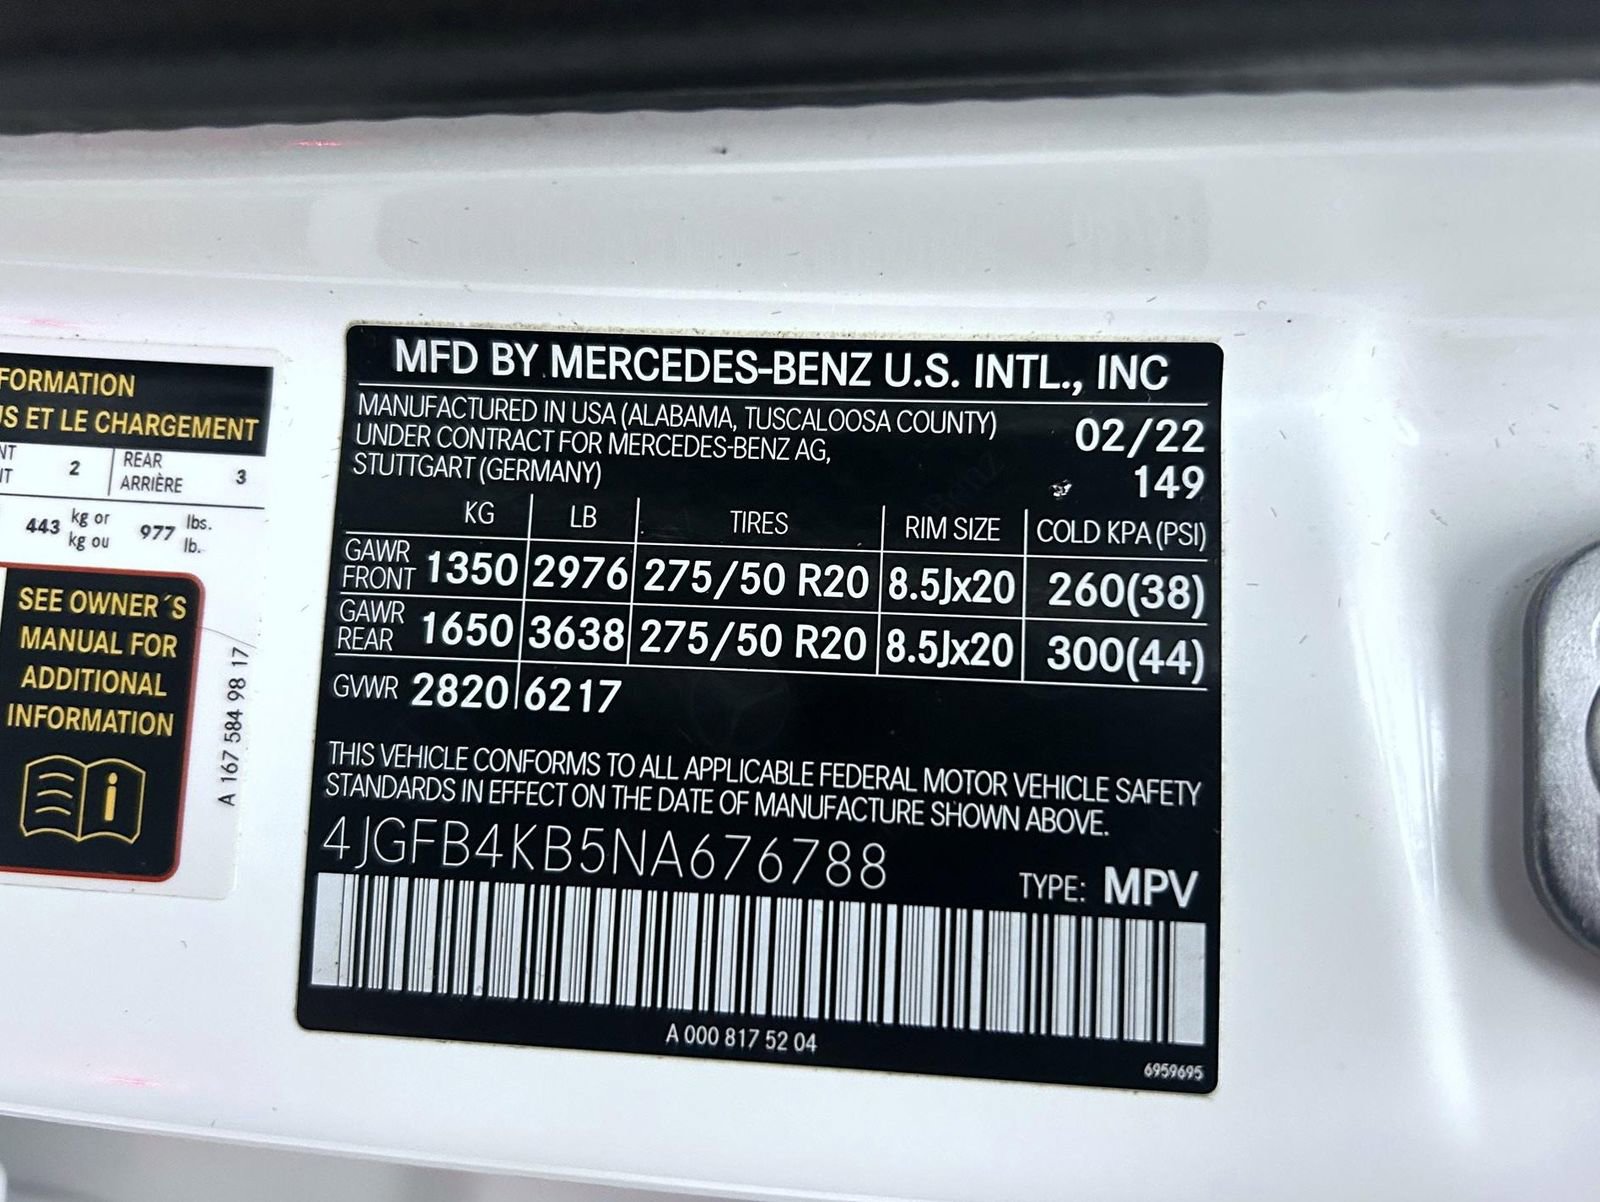 FORMATION
US ET LE CHARGEMENT
NT 2 REAR 3
IT ARRIÈRE
443 kg or 977 lbs.
kg ou lb.
SEE OWNER´S
MANUAL FOR
ADDITIONAL
INFORMATION
i
A 167 584 98 17
MFD BY MERCEDES-BENZ U.S. INTL., INC
MANUFACTURED IN USA (ALABAMA, TUSCALOOSA COUNTY) 02/22
UNDER CONTRACT FOR MERCEDES-BENZ AG,
STUTTGART (GERMANY) 149
KG LB TIRES RIM SIZE COLD KPA (PSI)
GAWR FRONT 1350 2976 275/50 R20 8.5Jx20 260(38)
GAWR REAR 1650 3638 275/50 R20 8.5Jx20 300(44)
GVWR 2820 6217
THIS VEHICLE CONFORMS TO ALL APPLICABLE FEDERAL MOTOR VEHICLE SAFETY
STANDARDS IN EFFECT ON THE DATE OF MANUFACTURE SHOWN ABOVE.
4JGFB4KB5NA676788
TYPE: MPV
A 000 817 52 04
6959695